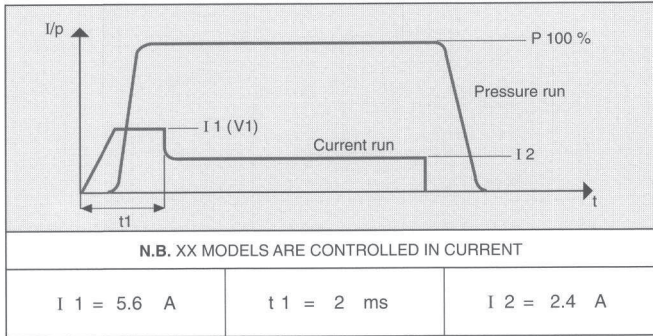 I/p
P 100 %
Pressure run
I 1 (V1)
Current run
I 2
t
t1
N.B. XX MODELS ARE CONTROLLED IN CURRENT
I 1 = 5.6 A
t 1 = 2 ms
I 2 = 2.4 A